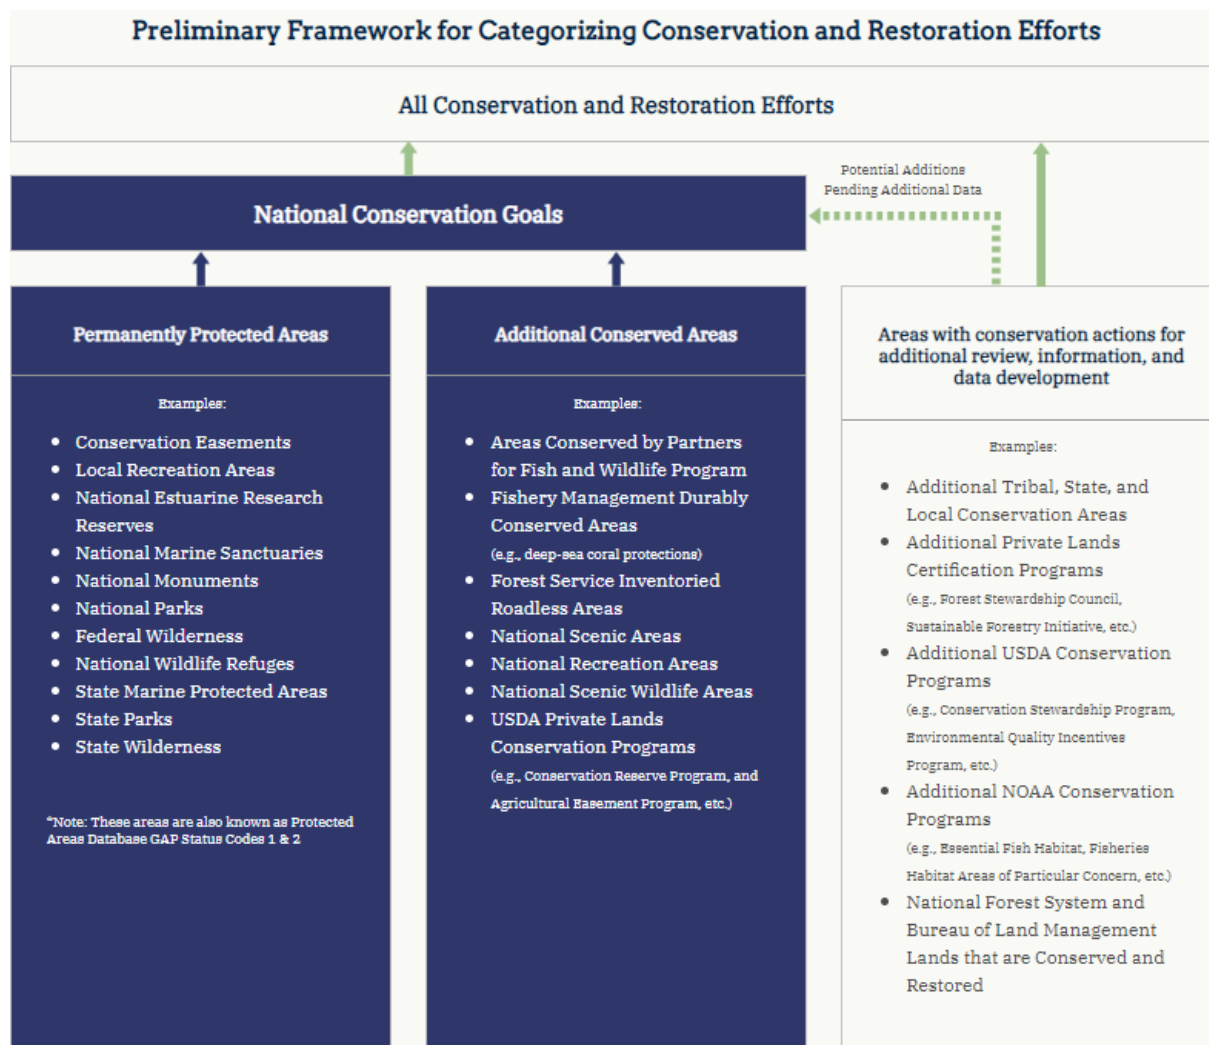 Preliminary Framework for Categorizing Conservation and Restoration Efforts
All Conservation and Restoration Efforts
Potential Additions
Pending Additional Data
National Conservation Goals
Permanently Protected Areas
Examples:
• Conservation Easements
• Local Recreation Areas
• National Estuarine Research
Reserves
• National Marine Sanctuaries
• National Monuments
• National Parks
• Federal Wilderness
• National Wildlife Refuges
• State Marine Protected Areas
• State Parks
• State Wilderness
*Note: These areas are also known as Protected
Areas Database GAP Status Codes 1 & 2
Additional Conserved Areas
Examples:
• Areas Conserved by Partners
for Fish and Wildlife Program
• Fishery Management Durably
Conserved Areas
(e.g., deep-sea coral protections)
• Forest Service Inventoried
Roadless Areas
• National Scenic Areas
• National Recreation Areas
• National Scenic Wildlife Areas
• USDA Private Lands
Conservation Programs
(e.g., Conservation Reserve Program, and
Agricultural Easement Program, etc.)
Areas with conservation actions for
additional review, information, and
data development
Examples:
• Additional Tribal, State, and
Local Conservation Areas
• Additional Private Lands
Certification Programs
(e.g., Forest Stewardship Council,
Sustainable Forestry Initiative, etc.)
• Additional USDA Conservation
Programs
(e.g., Conservation Stewardship Program,
Environmental Quality Incentives
Program, etc.)
• Additional NOAA Conservation
Programs
(e.g., Essential Fish Habitat, Fisheries
Habitat Areas of Particular Concern, etc.)
• National Forest System and
Bureau of Land Management
Lands that are Conserved and
Restored